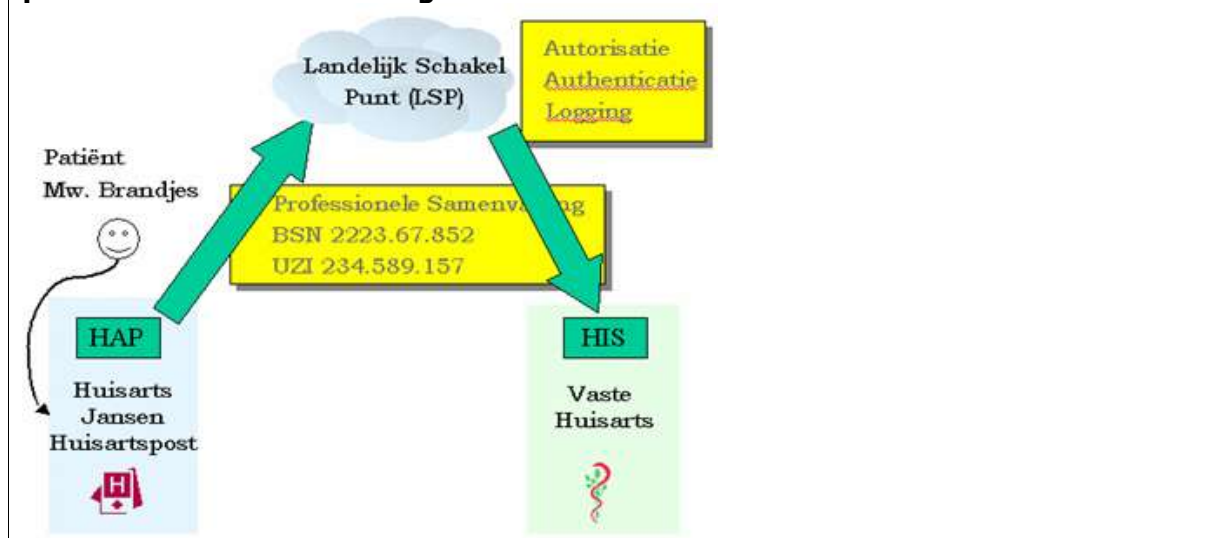 Landelijk Schakel
Punt (LSP)
Autorisatie
Authenticatie
Logging
Patiënt
Mw. Brandjes
Professionele
BSN 2223.67.852
UZI 234.589.157
HAP
Huisarts
Jansen
Huisartspost
H
HIS
Vaste
Huisarts